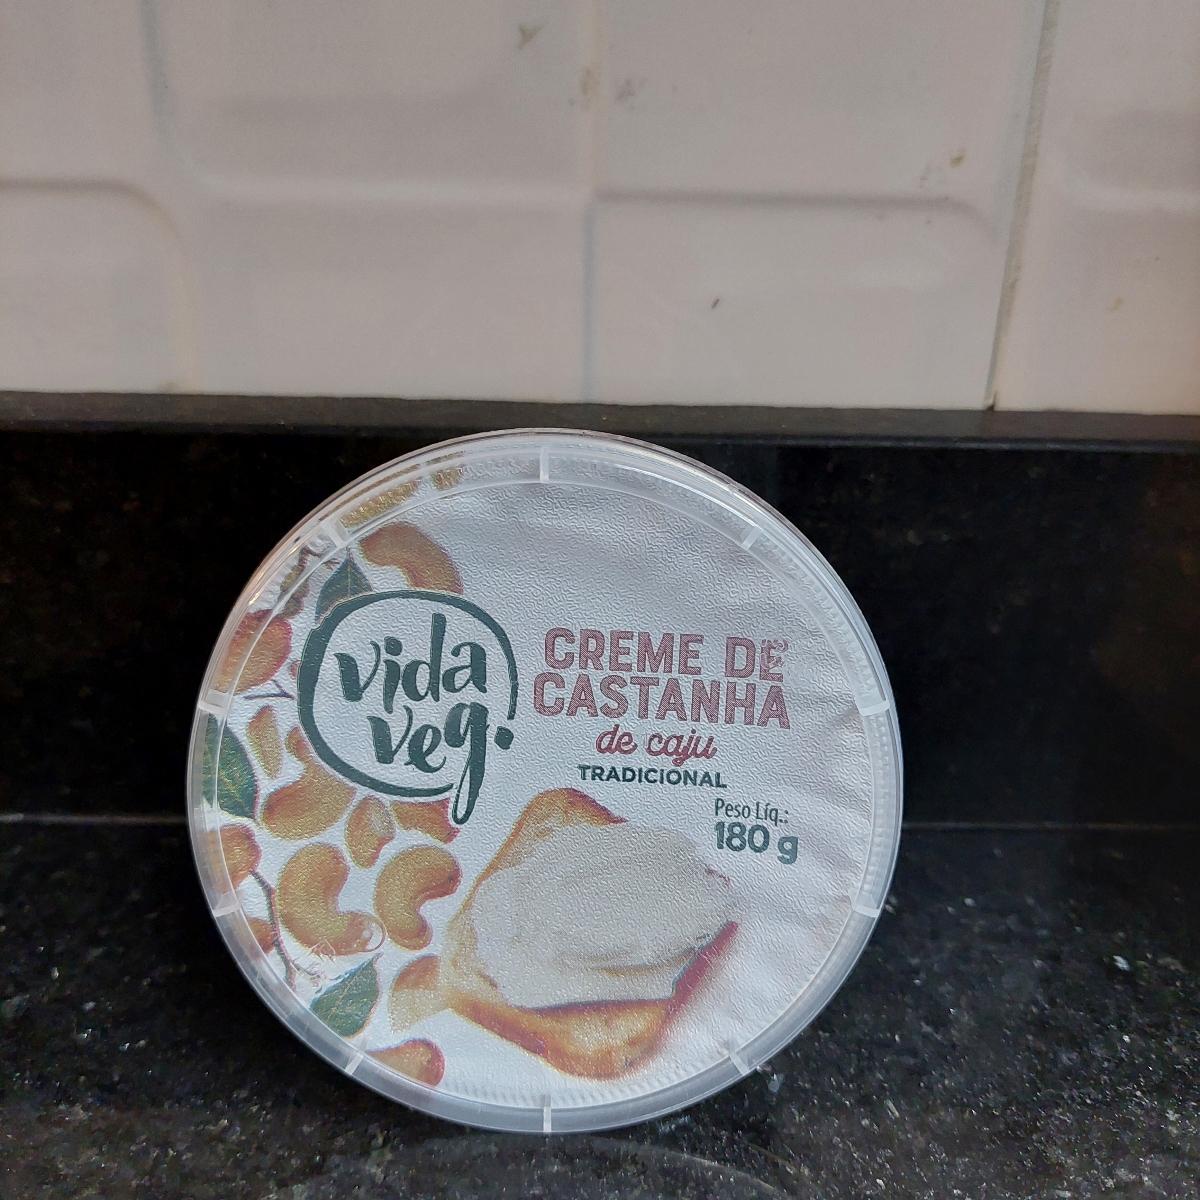 vida
veg.
CREME DE
CASTANHA
de caju
TRADICIONAL
Peso Líq.:
180 g